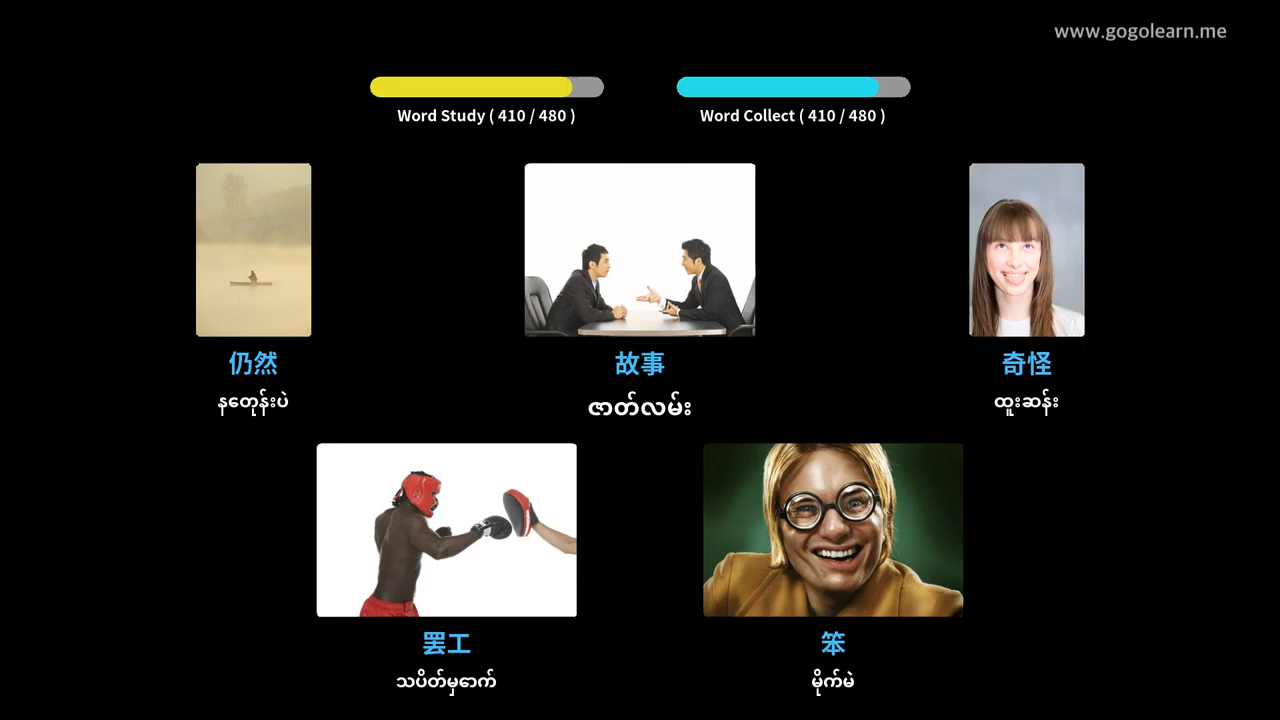 www.gogolearn.me
Word Study ( 410 / 480 )
Word Collect ( 410 / 480 )
仍然
故事
奇怪
နတေုန်းပဲ
ဇာတ်လမ်း
ထူးဆန်း
罢工
笨
သပိတ်မှောက်
မိုက်မဲ